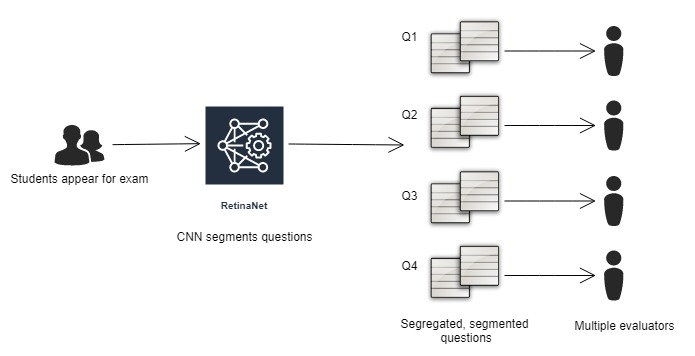 Q1
Q2
Students appear for exam
RetinaNet
CNN segments questions
Q3
Q4
Segregated, segmented
questions
Multiple evaluators